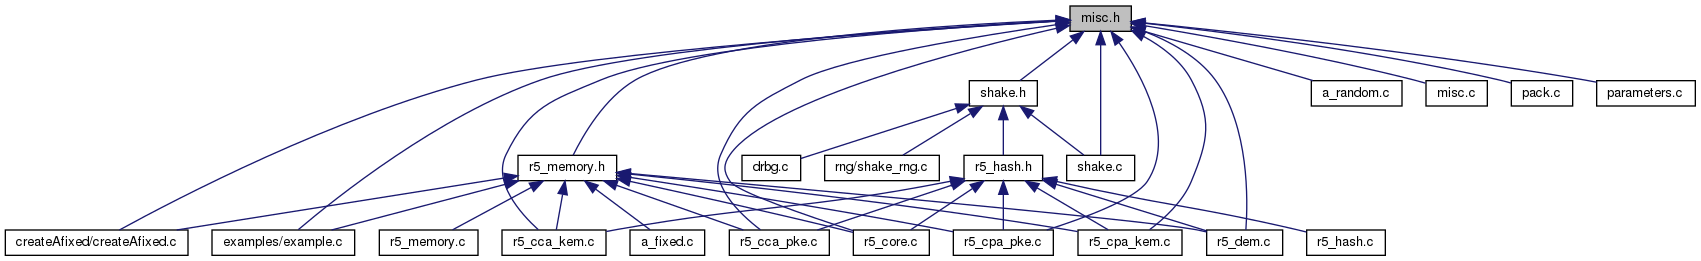 misc.h
shake.h
a_random.c
misc.c
pack.c
parameters.c
r5_memory.h
drbg.c
rng/shake_rng.c
r5_hash.h
shake.c
createAfixed/createAfixed.c
examples/example.c
r5_memory.c
r5_cca_kem.c
a_fixed.c
r5_cca_pke.c
r5_core.c
r5_cpa_pke.c
r5_cpa_kem.c
r5_dem.c
r5_hash.c